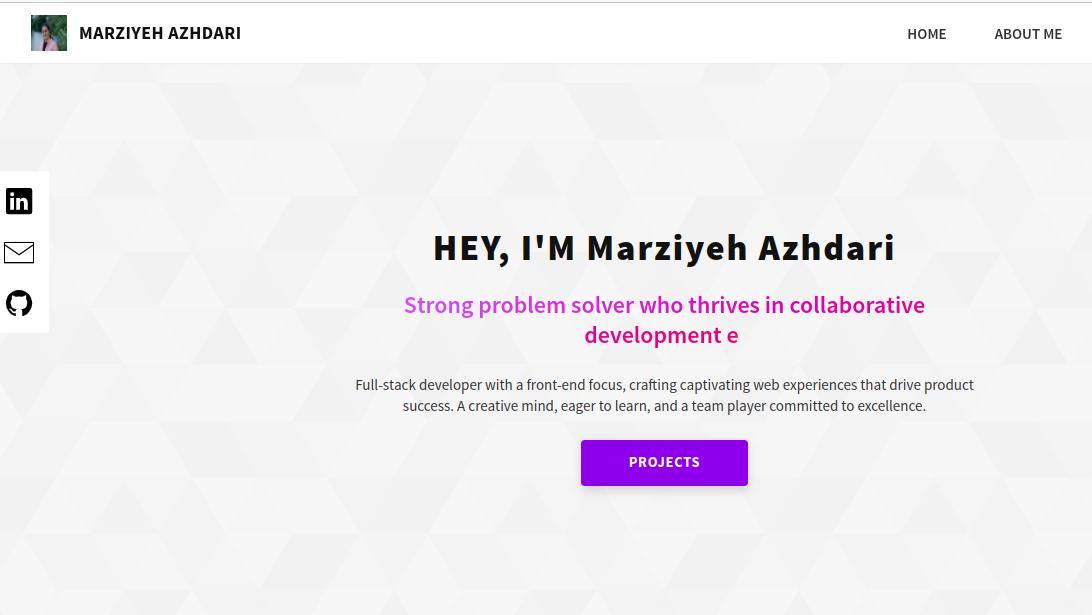 MARZIYEH AZHDARI
HOME
ABOUT ME
in
HEY, I'M Marziyeh Azhdari
Strong problem solver who thrives in collaborative
development e
Full-stack developer with a front-end focus, crafting captivating web experiences that drive product
success. A creative mind, eager to learn, and a team player committed to excellence.
PROJECTS